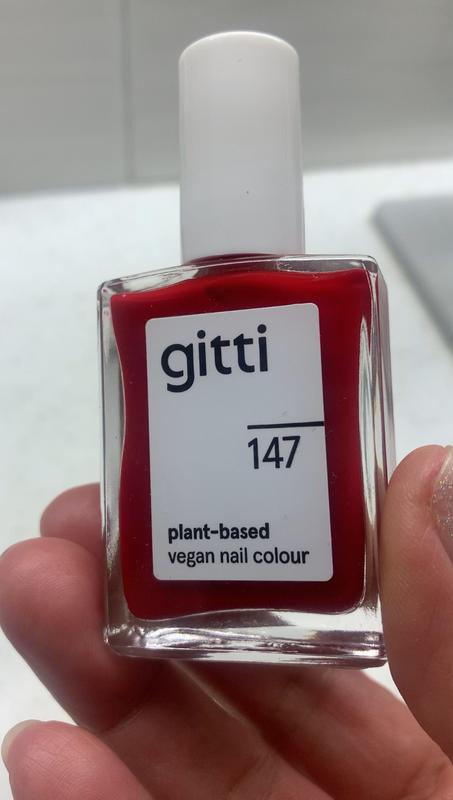 gitti
147
plant-based
vegan nail colour